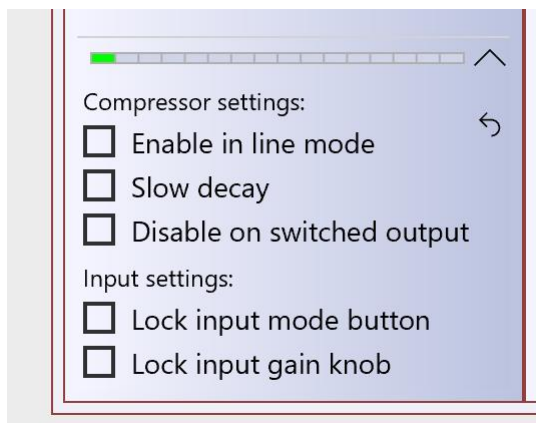 Compressor settings:
Enable in line mode
Slow decay
Disable on switched output
Input settings:
Lock input mode button
Lock input gain knob